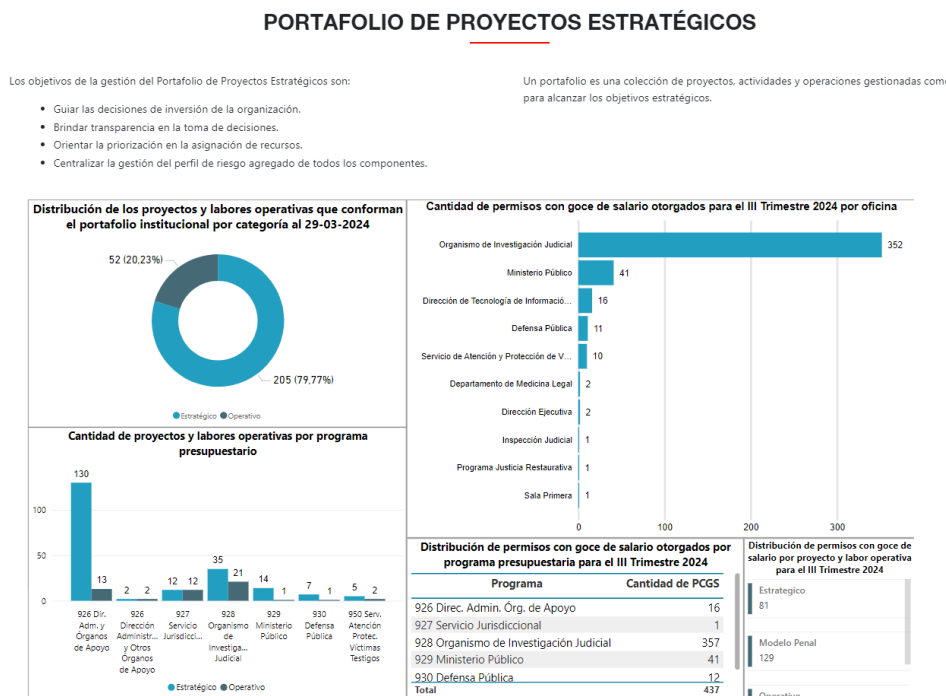 PORTAFOLIO DE PROYECTOS ESTRATÉGICOS
Los objetivos de la gestión del Portafolio de Proyectos Estratégicos son:
Guiar las decisiones de inversión de la organización.
Brindar transparencia en la toma de decisiones.
Orientar la priorización en la asignación de recursos.
Centralizar la gestión del perfil de riesgo agregado de todos los componentes.
Un portafolio es una colección de proyectos, actividades y operaciones gestionadas com
para alcanzar los objetivos estratégicos.
Distribución de los proyectos y labores operativas que conforman
el portafolio institucional por categoría al 29-03-2024
52 (20,23%)
205 (79,77%)
Estratégico Operativo
Cantidad de proyectos y labores operativas por programa
presupuestario
100
50
0
130
13
2
2
12
12
35
21
14
1
7
1
5
2
926 Dir.
Adm. y
Órganos
de Apoyo
926
Dirección
Administr...
y Otros
Órganos
de Apoyo
927
Servicio
Jurisdicci...
928
Organismo
de
Investiga...
Judicial
929
Ministerio
Público
930
Defensa
Pública
950 Serv.
Atención
Protec.
Víctimas
Testigos
Estratégico Operativo
Cantidad de permisos con goce de salario otorgados para el III Trimestre 2024 por oficina
Organismo de Investigación Judicial 352
Ministerio Público 41
Dirección de Tecnología de Informació... 16
Defensa Pública 11
Servicio de Atención y Protección de V... 10
Departamento de Medicina Legal 2
Dirección Ejecutiva 2
Inspección Judicial 1
Programa Justicia Restaurativa 1
Sala Primera 1
0 100 200 300
Distribución de permisos con goce de salario otorgados por
programa presupuestaria para el III Trimestre 2024
Programa Cantidad de PCGS
926 Direc. Admin. Órg. de Apoyo 16
927 Servicio Jurisdiccional 1
928 Organismo de Investigación Judicial 357
929 Ministerio Público 41
930 Defensa Pública 12
Total 437
Distribución de permisos con goce de
salario por proyecto y labor operativa
para el III Trimestre 2024
Estrategico
81
Modelo Penal
129
Operativo